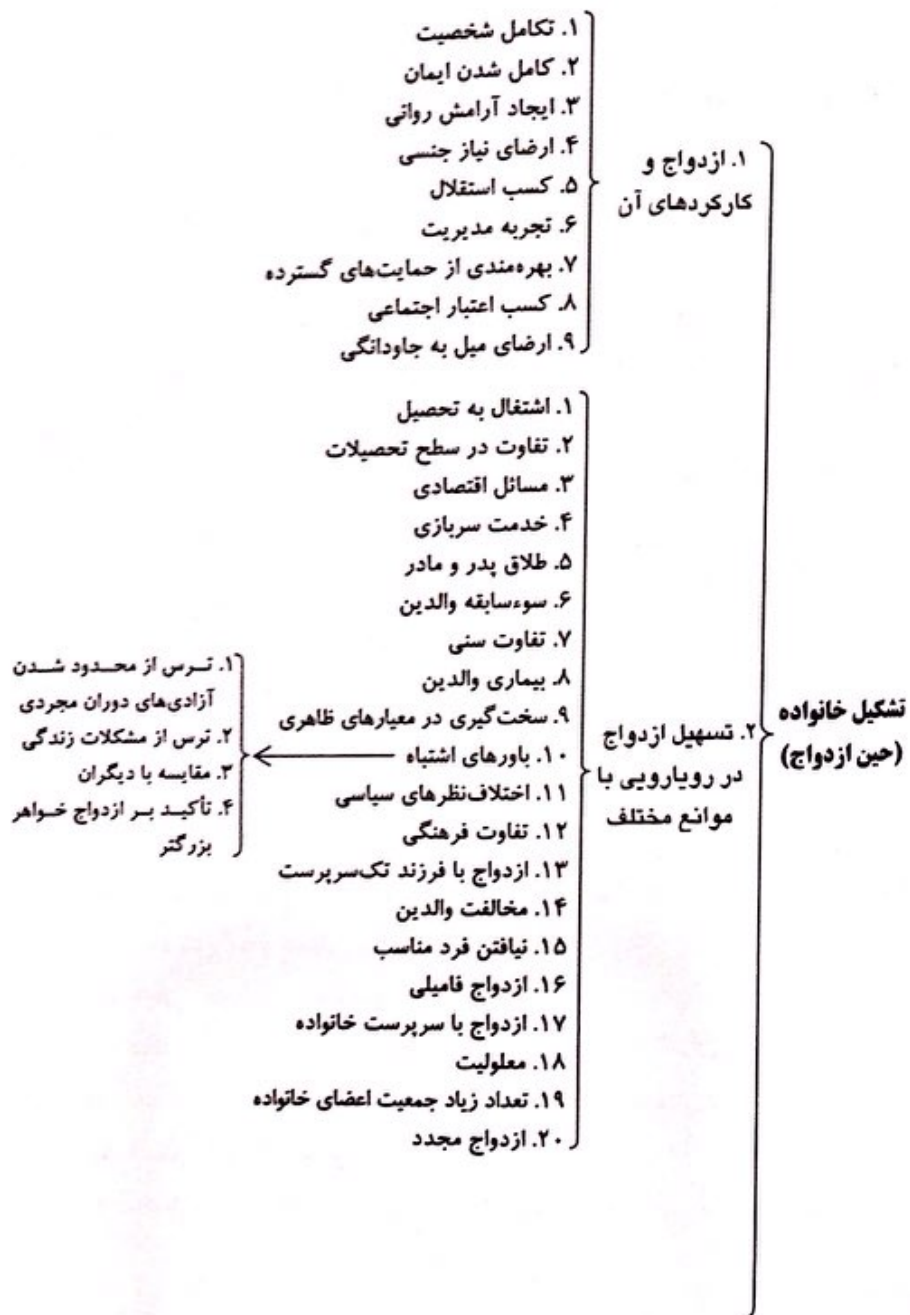 تشکیل خانواده
(حین ازدواج)
۱. ازدواج و
کارکردهای آن
۱. تکامل شخصیت
۲. کامل شدن ایمان
۳. ایجاد آرامش روانی
۴. ارضای نیاز جنسی
۵. کسب استقلال
۶. تجربه مدیریت
۷. بهره‌مندی از حمایت‌های گسترده
۸. کسب اعتبار اجتماعی
۹. ارضای میل به جاودانگی
۲. تسهیل ازدواج
در رویارویی با
موانع مختلف
۱. اشتغال به تحصیل
۲. تفاوت در سطح تحصیلات
۳. مسائل اقتصادی
۴. خدمت سربازی
۵. طلاق پدر و مادر
۶. سوءسابقه والدین
۷. تفاوت سنی
۸. بیماری والدین
۹. سخت‌گیری در معیارهای ظاهری
۱۰. باورهای اشتباه
۱. ترس از محدود شدن
آزادی‌های دوران مجردی
۲. ترس از مشکلات زندگی
۳. مقایسه با دیگران
۴. تأکید بر ازدواج خواهر
بزرگتر
۱۱. اختلاف‌نظرهای سیاسی
۱۲. تفاوت فرهنگی
۱۳. ازدواج با فرزند تک‌سرپرست
۱۴. مخالفت والدین
۱۵. نیافتن فرد مناسب
۱۶. ازدواج فامیلی
۱۷. ازدواج با سرپرست خانواده
۱۸. معلولیت
۱۹. تعداد زیاد جمعیت اعضای خانواده
۲۰. ازدواج مجدد